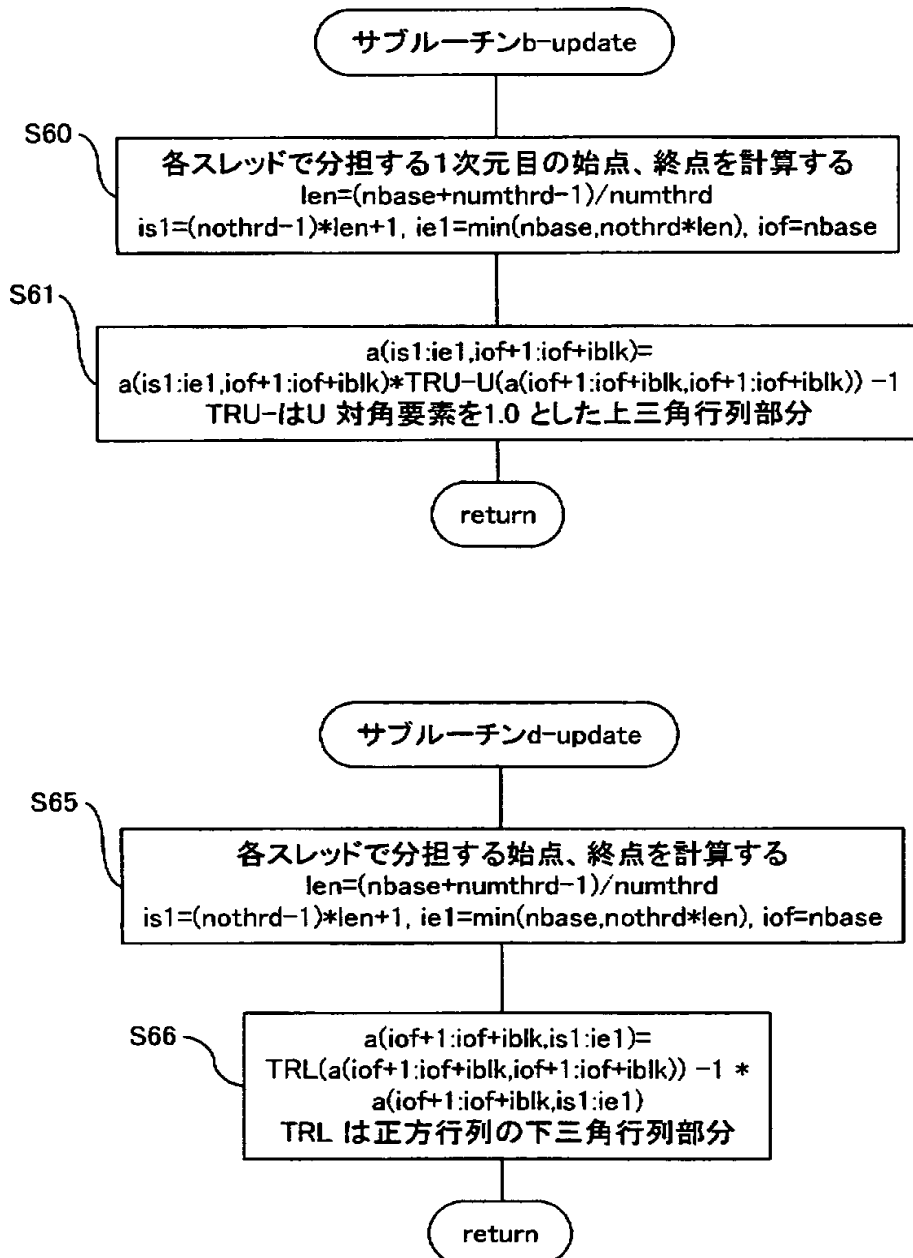 サブルーチンb-update
S60
各スレッドで分担する1次元目の始点、終点を計算する
len=(nbase+numthrd-1)/numthrd
is1=(nothrd-1)*len+1, ie1=min(nbase,nothrd*len), iof=nbase
S61
a(is1:ie1,iof+1:iof+iblk)=
a(is1:ie1,iof+1:iof+iblk)*TRU-U(a(iof+1:iof+iblk,iof+1:iof+iblk)) -1
TRU-はU 対角要素を1.0 とした上三角行列部分
return
サブルーチンd-update
S65
各スレッドで分担する始点、終点を計算する
len=(nbase+numthrd-1)/numthrd
is1=(nothrd-1)*len+1, ie1=min(nbase,nothrd*len), iof=nbase
S66
a(iof+1:iof+iblk,is1:ie1)=
TRL(a(iof+1:iof+iblk,iof+1:iof+iblk)) -1 *
a(iof+1:iof+iblk,is1:ie1)
TRL は正方行列の下三角行列部分
return